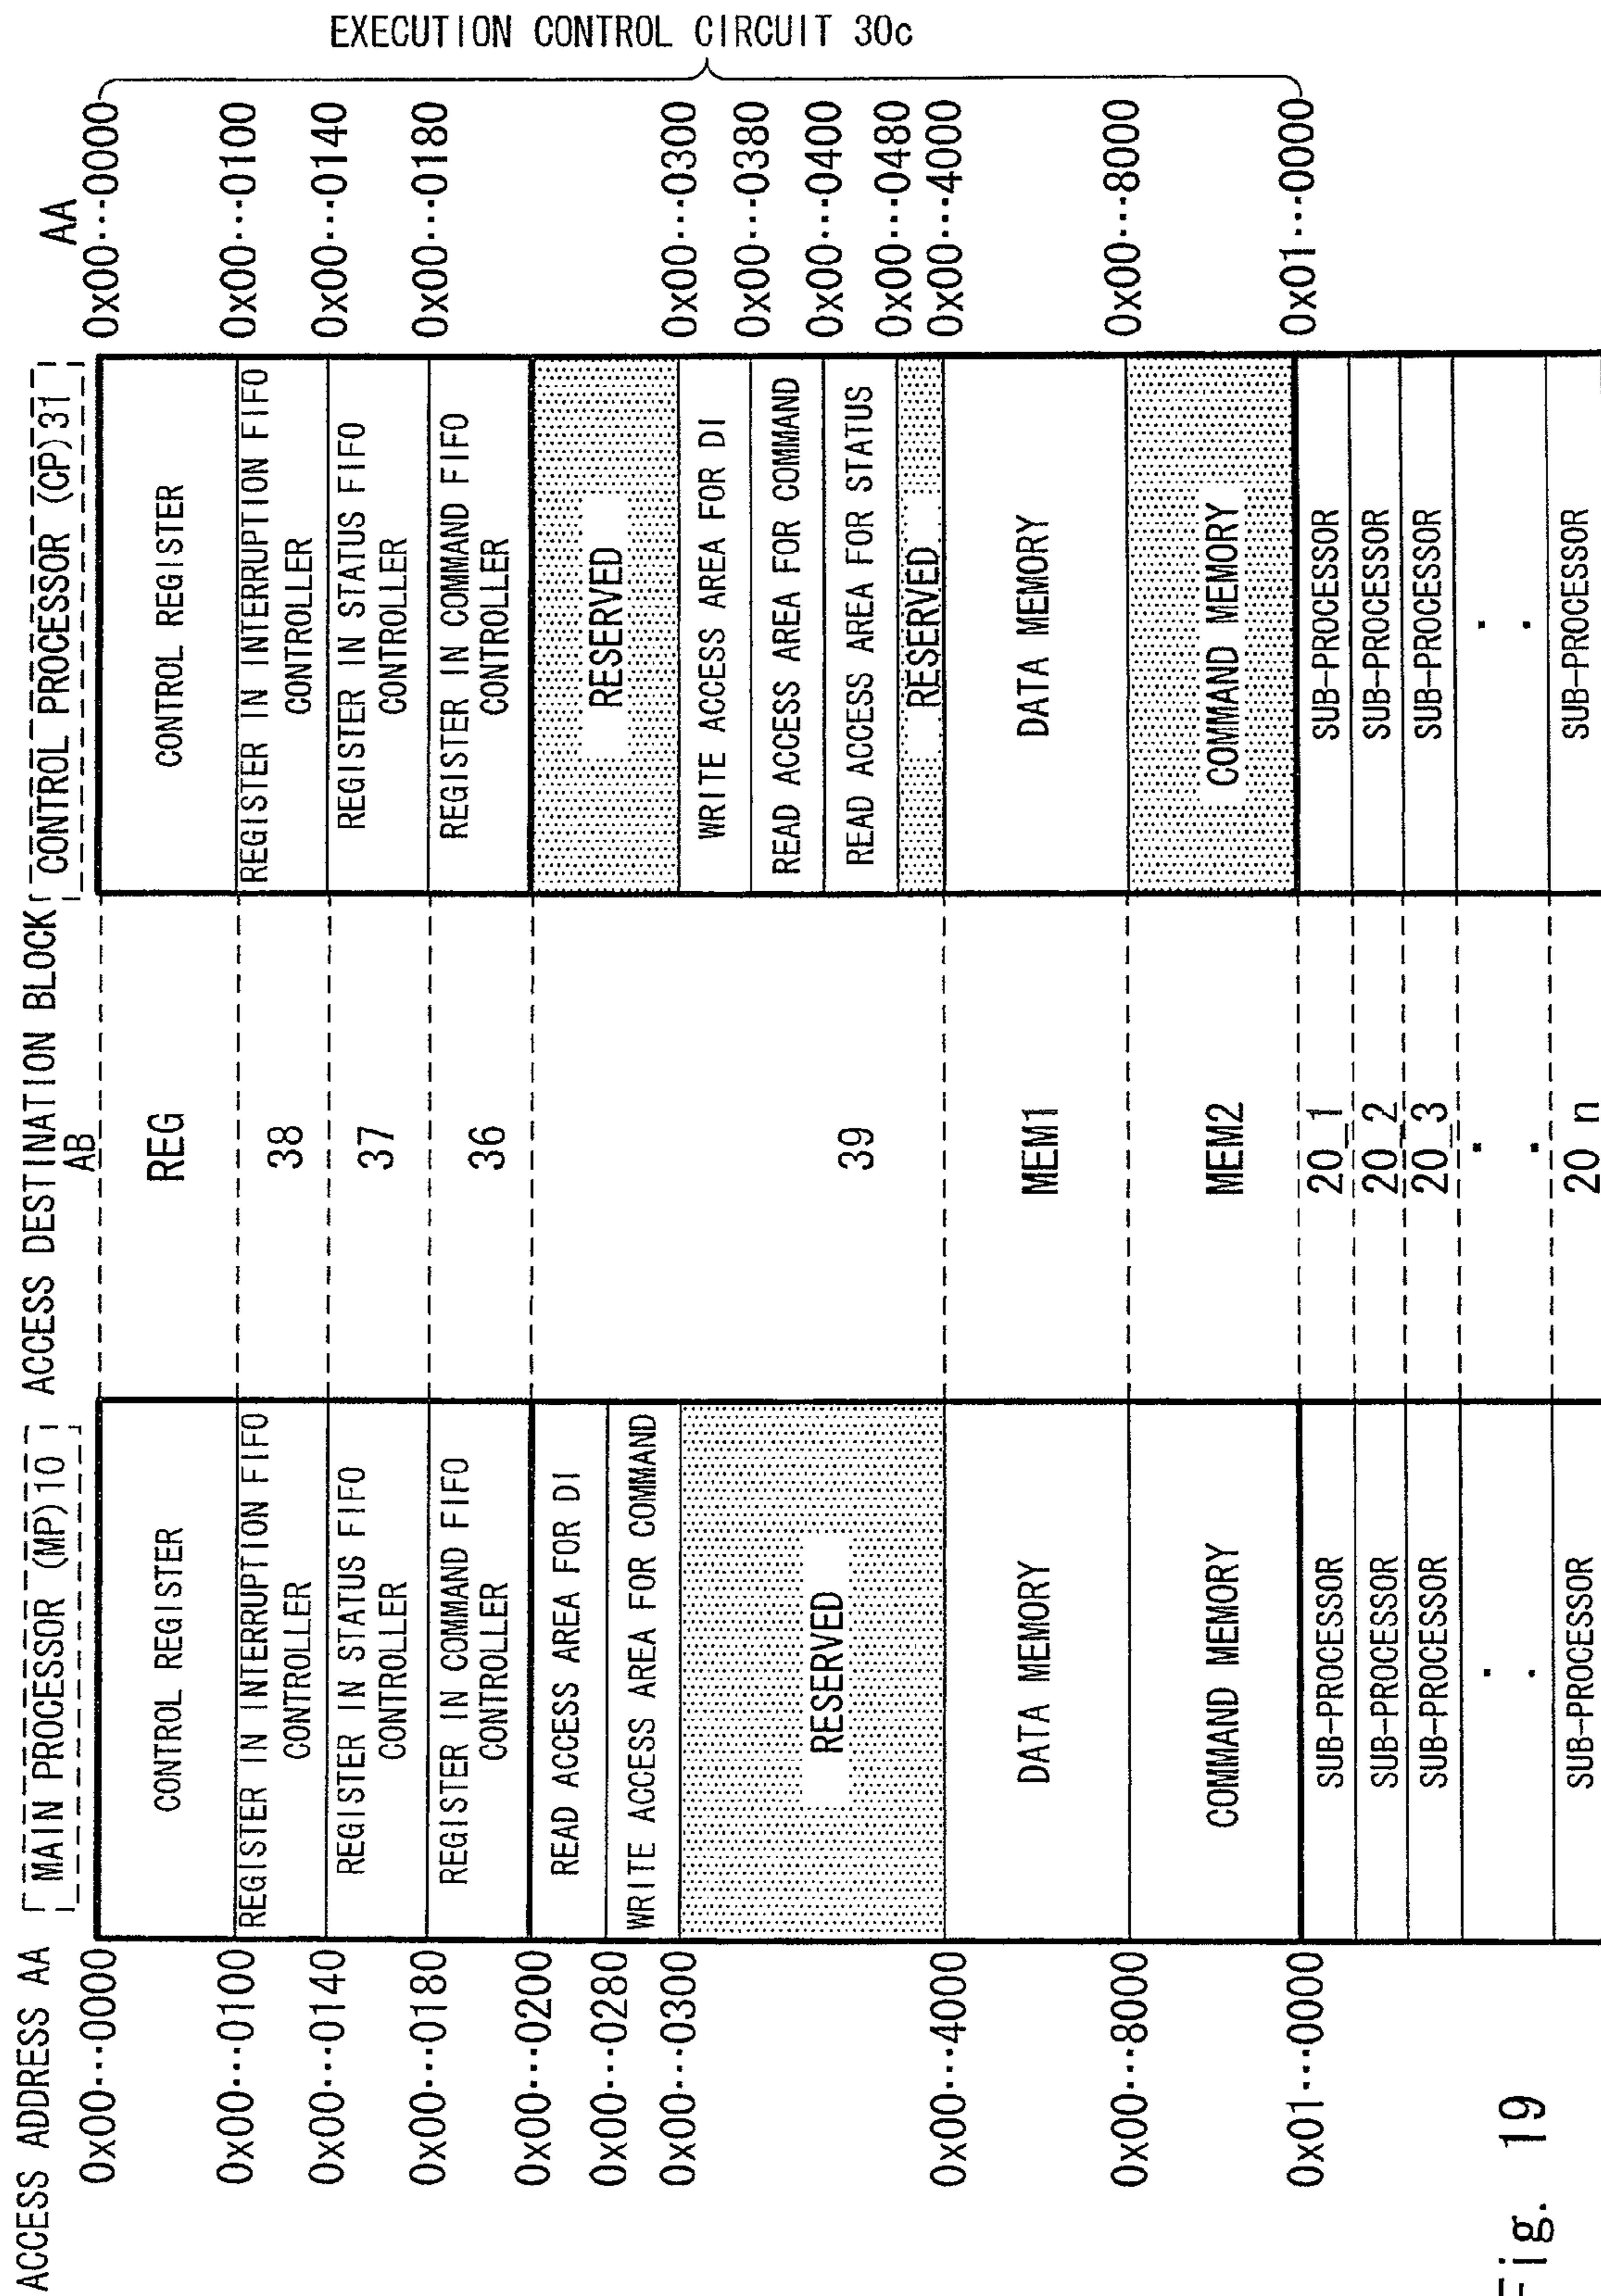 ACCESS ADDRESS AA
MAIN PROCESSOR (MP) 10
ACCESS DESTINATION BLOCK
AB
CONTROL PROCESSOR (CP) 31
AA
EXECUTION CONTROL CIRCUIT 30c
0x00···0000
0x00···0100
0x00···0140
0x00···0180
0x00···0200
0x00···0280
0x00···0300
0x00···4000
0x00···8000
0x01···0000
CONTROL REGISTER
REGISTER IN INTERRUPTION FIFO
CONTROLLER
REGISTER IN STATUS FIFO
CONTROLLER
REGISTER IN COMMAND FIFO
CONTROLLER
READ ACCESS AREA FOR DI
WRITE ACCESS AREA FOR COMMAND
RESERVED
DATA MEMORY
COMMAND MEMORY
SUB-PROCESSOR
SUB-PROCESSOR
SUB-PROCESSOR
SUB-PROCESSOR
REG
38
37
36
39
MEM1
MEM2
20_1
20_2
20_3
20 n
CONTROL REGISTER
REGISTER IN INTERRUPTION FIFO
CONTROLLER
REGISTER IN STATUS FIFO
CONTROLLER
REGISTER IN COMMAND FIFO
CONTROLLER
RESERVED
WRITE ACCESS AREA FOR DI
READ ACCESS AREA FOR COMMAND
READ ACCESS AREA FOR STATUS
RESERVED
DATA MEMORY
COMMAND MEMORY
SUB-PROCESSOR
SUB-PROCESSOR
SUB-PROCESSOR
SUB-PROCESSOR
0x00···0000
0x00···0100
0x00···0140
0x00···0180
0x00···0300
0x00···0380
0x00···0400
0x00···0480
0x00···4000
0x00···8000
0x01···0000
Fig. 19